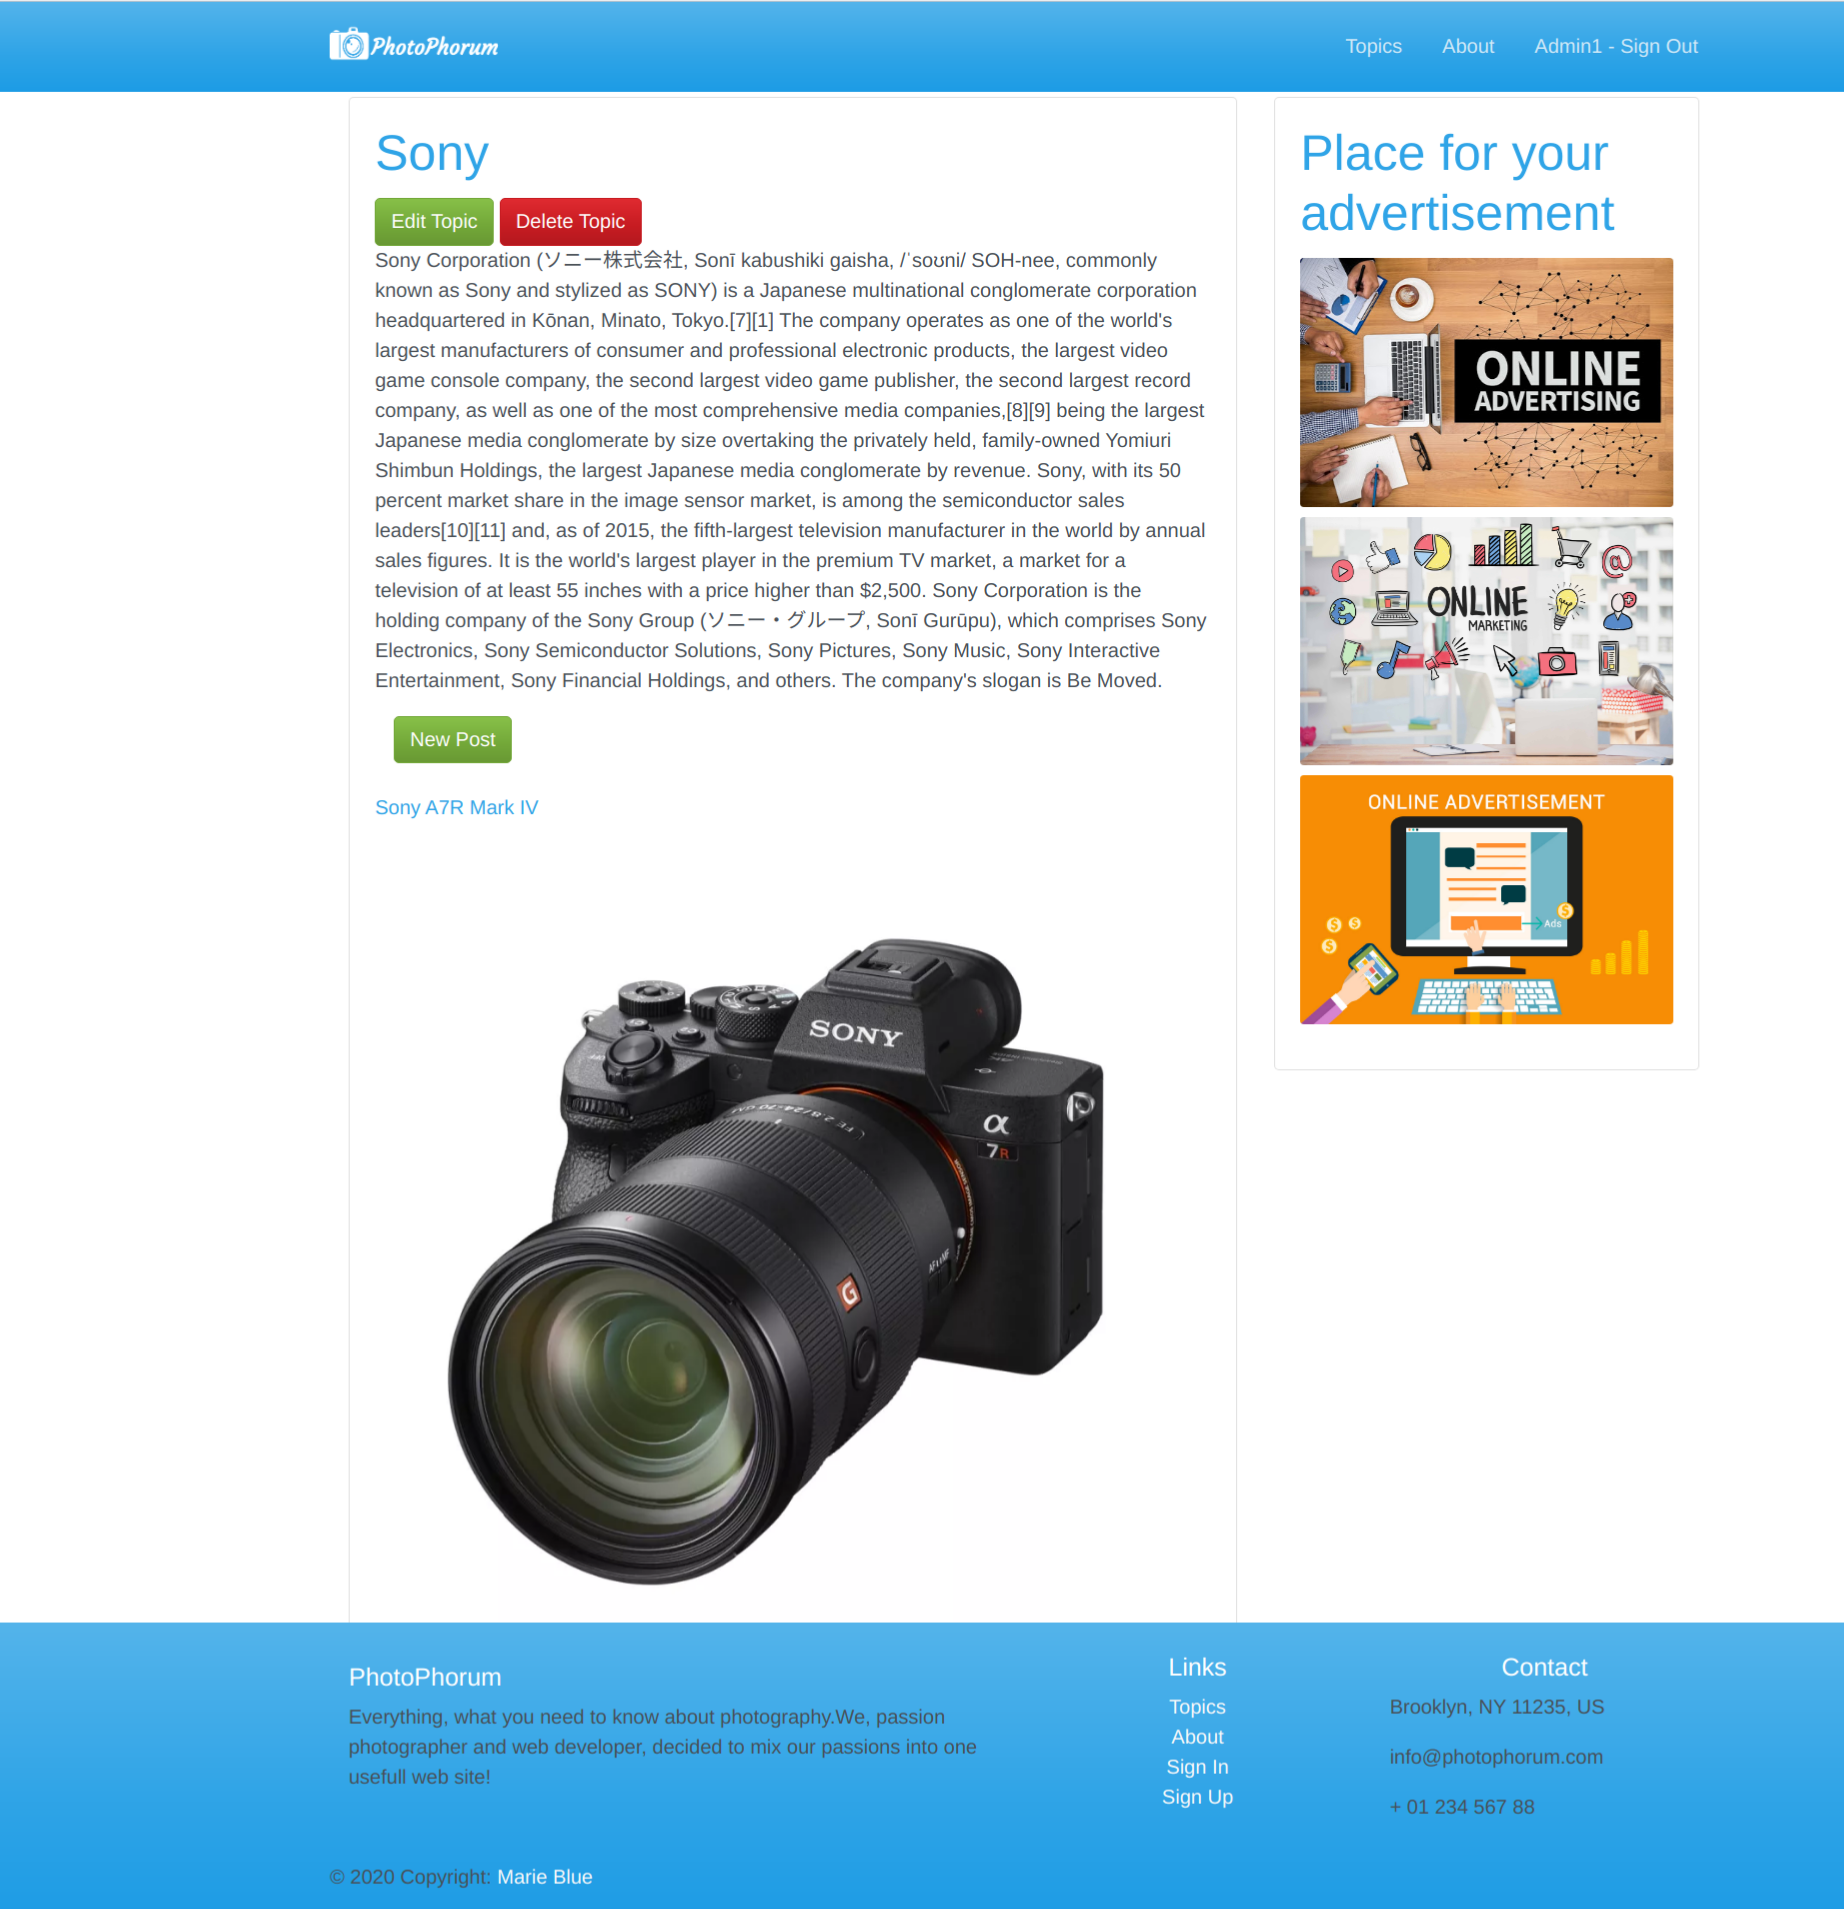 PhotoPhorum
Topics About Admin1 - Sign Out
Sony
Edit Topic Delete Topic
Sony Corporation (ソニー株式会社, Sonī kabushiki gaisha, /ˈsoʊni/ SOH-nee, commonly
known as Sony and stylized as SONY) is a Japanese multinational conglomerate corporation
headquartered in Kōnan, Minato, Tokyo.[7][1] The company operates as one of the world's
largest manufacturers of consumer and professional electronic products, the largest video
game console company, the second largest video game publisher, the second largest record
company, as well as one of the most comprehensive media companies,[8][9] being the largest
Japanese media conglomerate by size overtaking the privately held, family-owned Yomiuri
Shimbun Holdings, the largest Japanese media conglomerate by revenue. Sony, with its 50
percent market share in the image sensor market, is among the semiconductor sales
leaders[10][11] and, as of 2015, the fifth-largest television manufacturer in the world by annual
sales figures. It is the world's largest player in the premium TV market, a market for a
television of at least 55 inches with a price higher than $2,500. Sony Corporation is the
holding company of the Sony Group (ソニー・グループ, Sonī Gurūpu), which comprises Sony
Electronics, Sony Semiconductor Solutions, Sony Pictures, Sony Music, Sony Interactive
Entertainment, Sony Financial Holdings, and others. The company's slogan is Be Moved.
New Post
Sony A7R Mark IV
SONY
α
7R
FE 2.8/24-70 GM
AF MF
G
Place for your
advertisement
ONLINE
ADVERTISING
ONLINE
MARKETING
ONLINE ADVERTISEMENT
Ads
PhotoPhorum
Everything, what you need to know about photography.We, passion
photographer and web developer, decided to mix our passions into one
usefull web site!
Links
Topics
About
Sign In
Sign Up
Contact
Brooklyn, NY 11235, US
info@photophorum.com
+ 01 234 567 88
© 2020 Copyright: Marie Blue